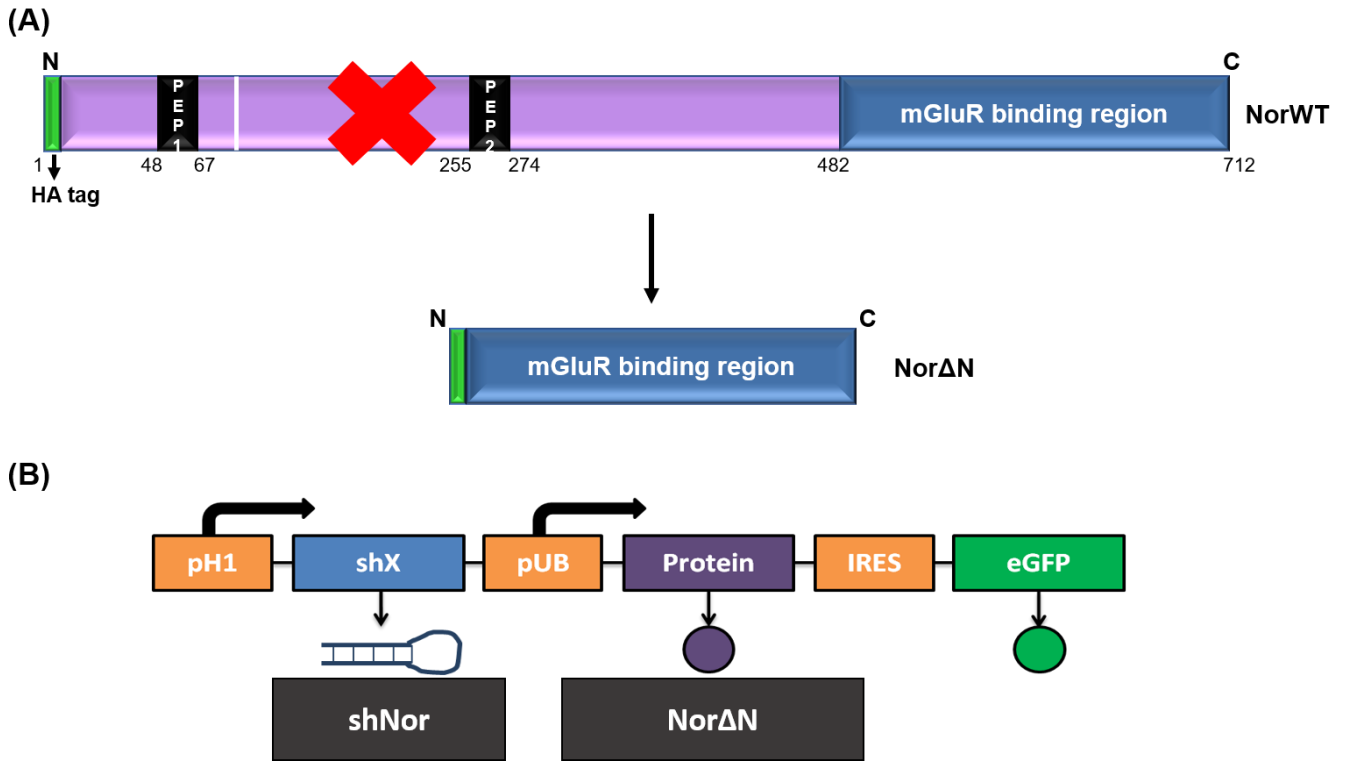 (A)
N
C
P
E
P
1
P
E
P
2
mGluR binding region
NorWT
1
48
67
255
274
482
712
HA tag
N
C
mGluR binding region
NorΔN
(B)
pH1
shX
pUB
Protein
IRES
eGFP
shNor
NorΔN